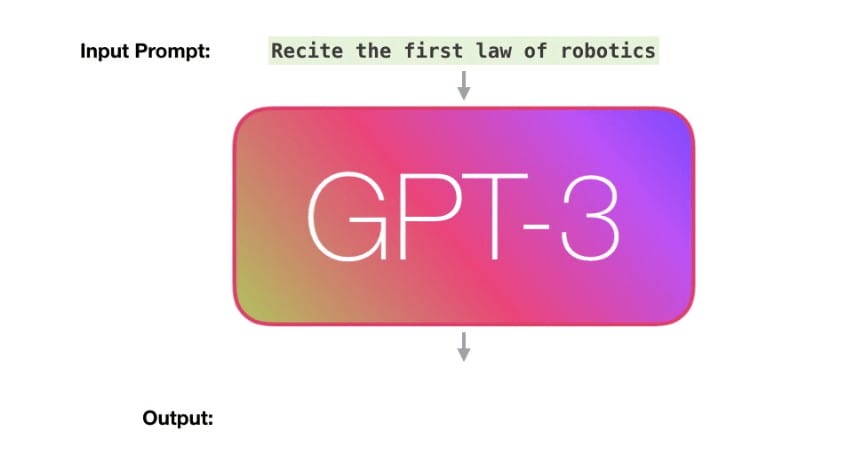 Input Prompt: Recite the first law of robotics
GPT-3
Output: